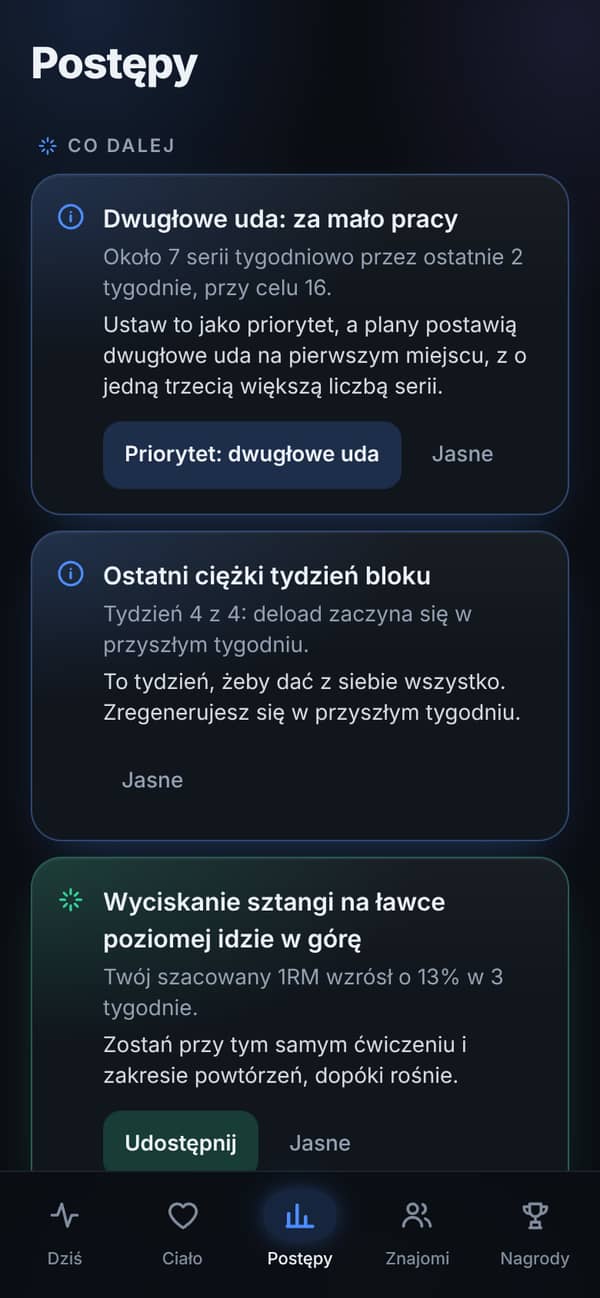 Postępy
CO DALEJ
Dwugłowe uda: za mało pracy
Około 7 serii tygodniowo przez ostatnie 2
tygodnie, przy celu 16.
Ustaw to jako priorytet, a plany postawią
dwugłowe uda na pierwszym miejscu, z o
jedną trzecią większą liczbą serii.
Priorytet: dwugłowe uda
Jasne
Ostatni ciężki tydzień bloku
Tydzień 4 z 4: deload zaczyna się w
przyszłym tygodniu.
To tydzień, żeby dać z siebie wszystko.
Zregenerujesz się w przyszłym tygodniu.
Jasne
Wyciskanie sztangi na ławce
poziomej idzie w górę
Twój szacowany 1RM wzrósł o 13% w 3
tygodnie.
Zostań przy tym samym ćwiczeniu i
zakresie powtórzeń, dopóki rośnie.
Udostępnij
Jasne
Dziś
Ciało
Postępy
Znajomi
Nagrody